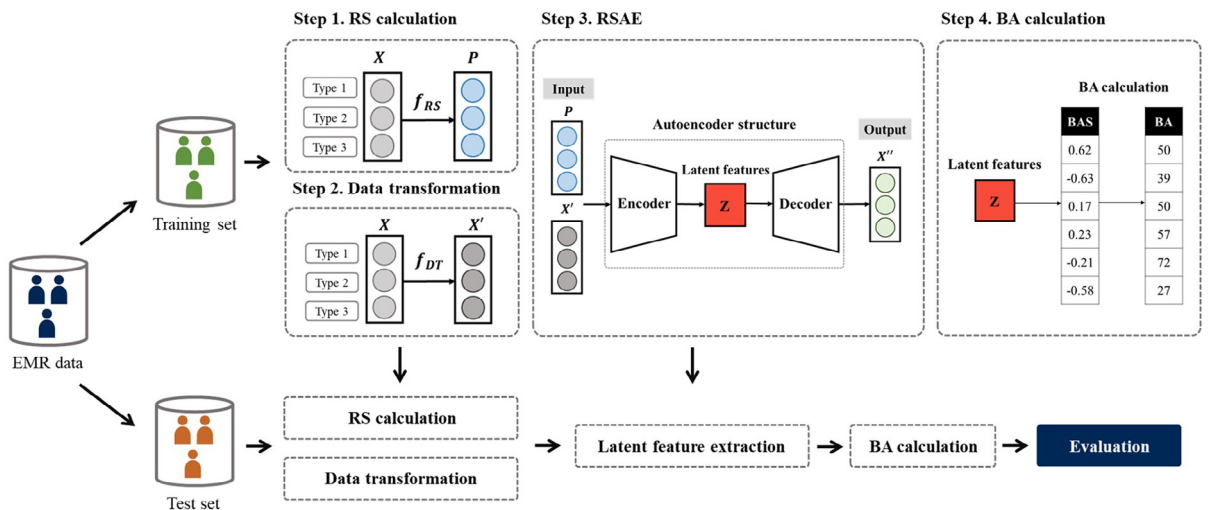 Step 1. RS calculation
X
P
Type 1
Type 2
Type 3
f_RS
Step 2. Data transformation
X
X'
Type 1
Type 2
Type 3
f_DT
Step 3. RSAE
Input
P
X'
Autoencoder structure
Encoder
Latent features
Z
Decoder
Output
X''
Step 4. BA calculation
BA calculation
Latent features
Z
BAS BA
0.62 50
-0.63 39
0.17 50
0.23 57
-0.21 72
-0.58 27
Training set
EMR data
Test set
RS calculation
Data transformation
Latent feature extraction
BA calculation
Evaluation